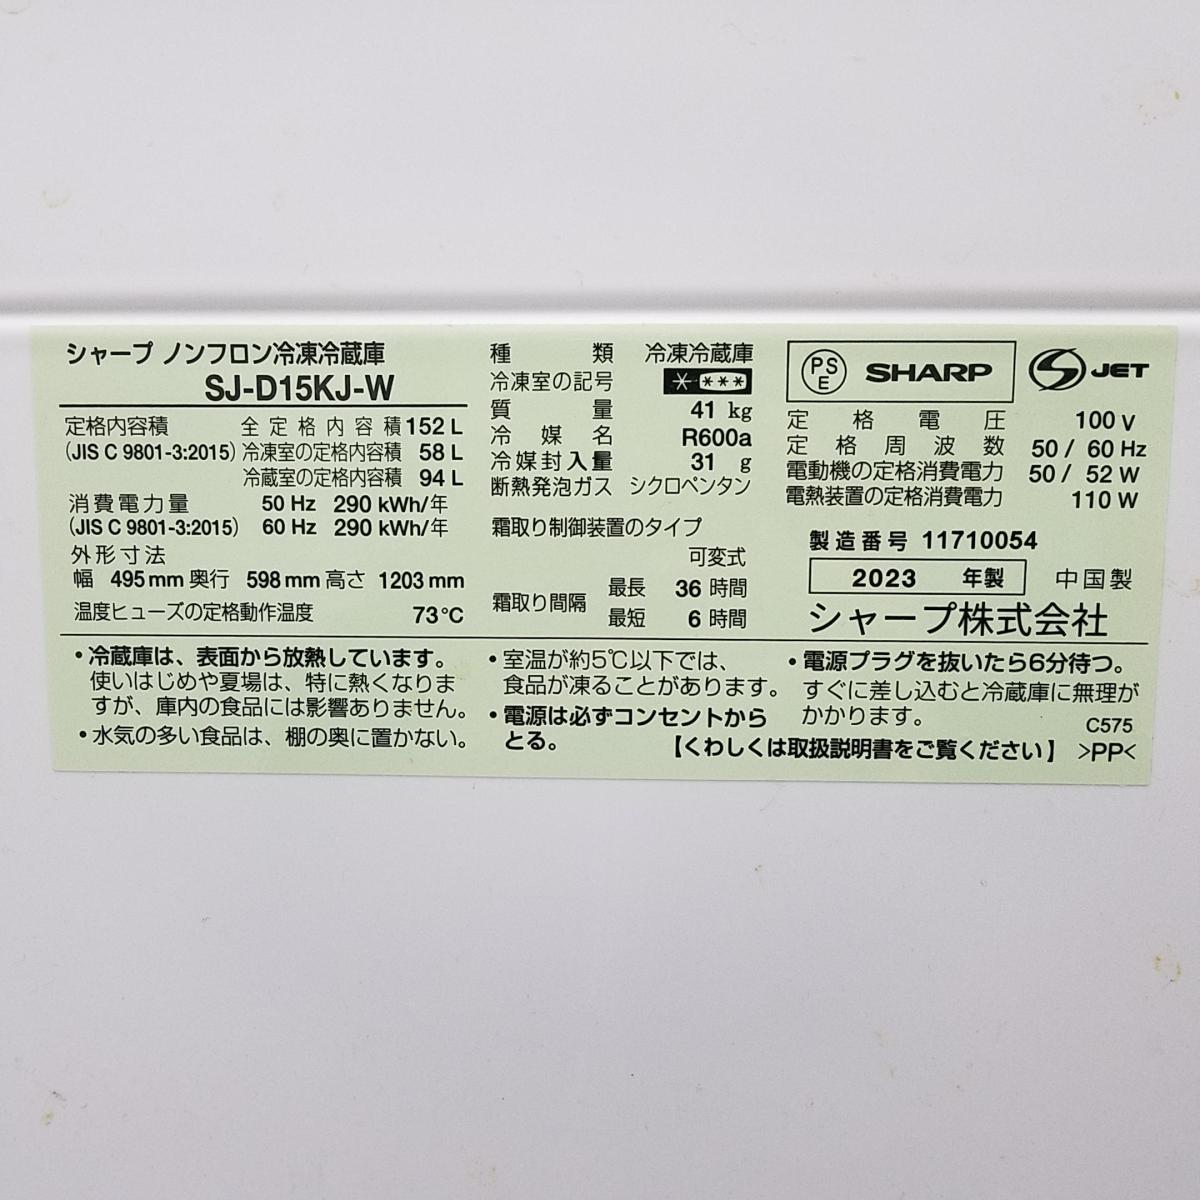 シャープ ノンフロン冷凍冷蔵庫
SJ-D15KJ-W
定格内容積 全定格内容積 152 L
(JIS C 9801-3:2015) 冷凍室の定格内容積 58 L
冷蔵室の定格内容積 94 L
消費電力量 50 Hz 290 kWh/年
(JIS C 9801-3:2015) 60 Hz 290 kWh/年
外形寸法
幅 495 mm 奥行 598 mm 高さ 1203 mm
温度ヒューズの定格動作温度 73℃
種類 冷凍冷蔵庫
冷凍室の記号 * ***
質量 41 kg
冷媒名 R600a
冷媒封入量 31 g
断熱発泡ガス シクロペンタン
霜取り制御装置のタイプ
可変式
霜取り間隔 最長 36 時間
最短 6 時間
PSE SHARP S JET
定格電圧 100 V
定格周波数 50 / 60 Hz
電動機の定格消費電力 50 / 52 W
電熱装置の定格消費電力 110 W
製造番号 11710054
2023 年製 中国製
シャープ株式会社
・冷蔵庫は、表面から放熱しています。
使いはじめや夏場は、特に熱くなりま
すが、庫内の食品には影響ありません。
・水気の多い食品は、棚の奥に置かない。
・室温が約5℃以下では、
食品が凍ることがあります。
・電源は必ずコンセントから
とる。
・電源プラグを抜いたら6分待つ。
すぐに差し込むと冷蔵庫に無理が
かかります。 C575
【くわしくは取扱説明書をご覧ください】 >PP<